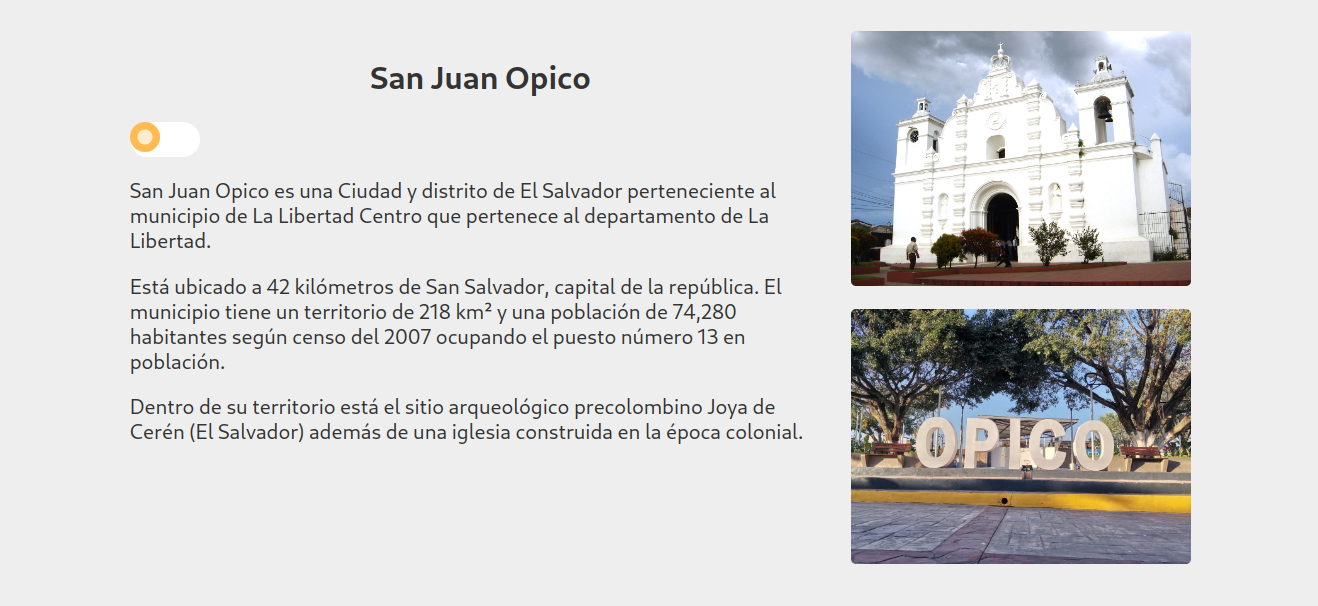 San Juan Opico
San Juan Opico es una Ciudad y distrito de El Salvador perteneciente al
municipio de La Libertad Centro que pertenece al departamento de La
Libertad.
Está ubicado a 42 kilómetros de San Salvador, capital de la república. El
municipio tiene un territorio de 218 km² y una población de 74,280
habitantes según censo del 2007 ocupando el puesto número 13 en
población.
Dentro de su territorio está el sitio arqueológico precolombino Joya de
Cerén (El Salvador) además de una iglesia construida en la época colonial.
OPICO